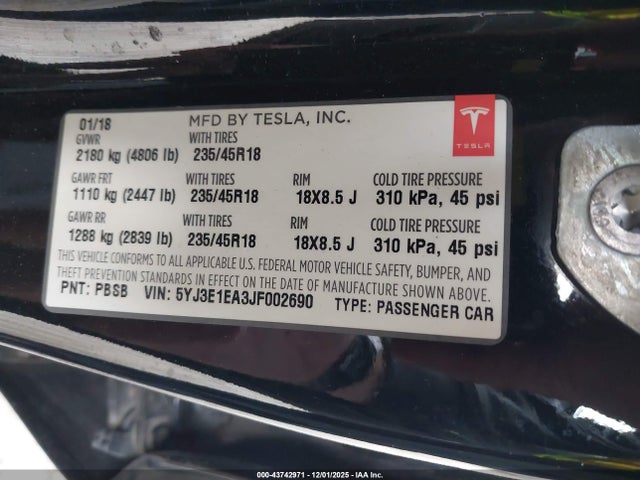 01/18 MFD BY TESLA, INC.
GVWR WITH TIRES
2180 kg (4806 lb) 235/45R18
TESLA
GAWR FRT WITH TIRES RIM COLD TIRE PRESSURE
1110 kg (2447 lb) 235/45R18 18X8.5 J 310 kPa, 45 psi
GAWR RR WITH TIRES RIM COLD TIRE PRESSURE
1288 kg (2839 lb) 235/45R18 18X8.5 J 310 kPa, 45 psi
THIS VEHICLE CONFORMS TO ALL APPLICABLE U.S. FEDERAL MOTOR VEHICLE SAFETY, BUMPER, AND
THEFT PREVENTION STANDARDS IN EFFECT ON THE DATE OF MANUFACTURE SHOWN ABOVE.
PNT: PBSB VIN: 5YJ3E1EA3JF002690 TYPE: PASSENGER CAR
000-43742971 - 12/01/2025 - IAA Inc.